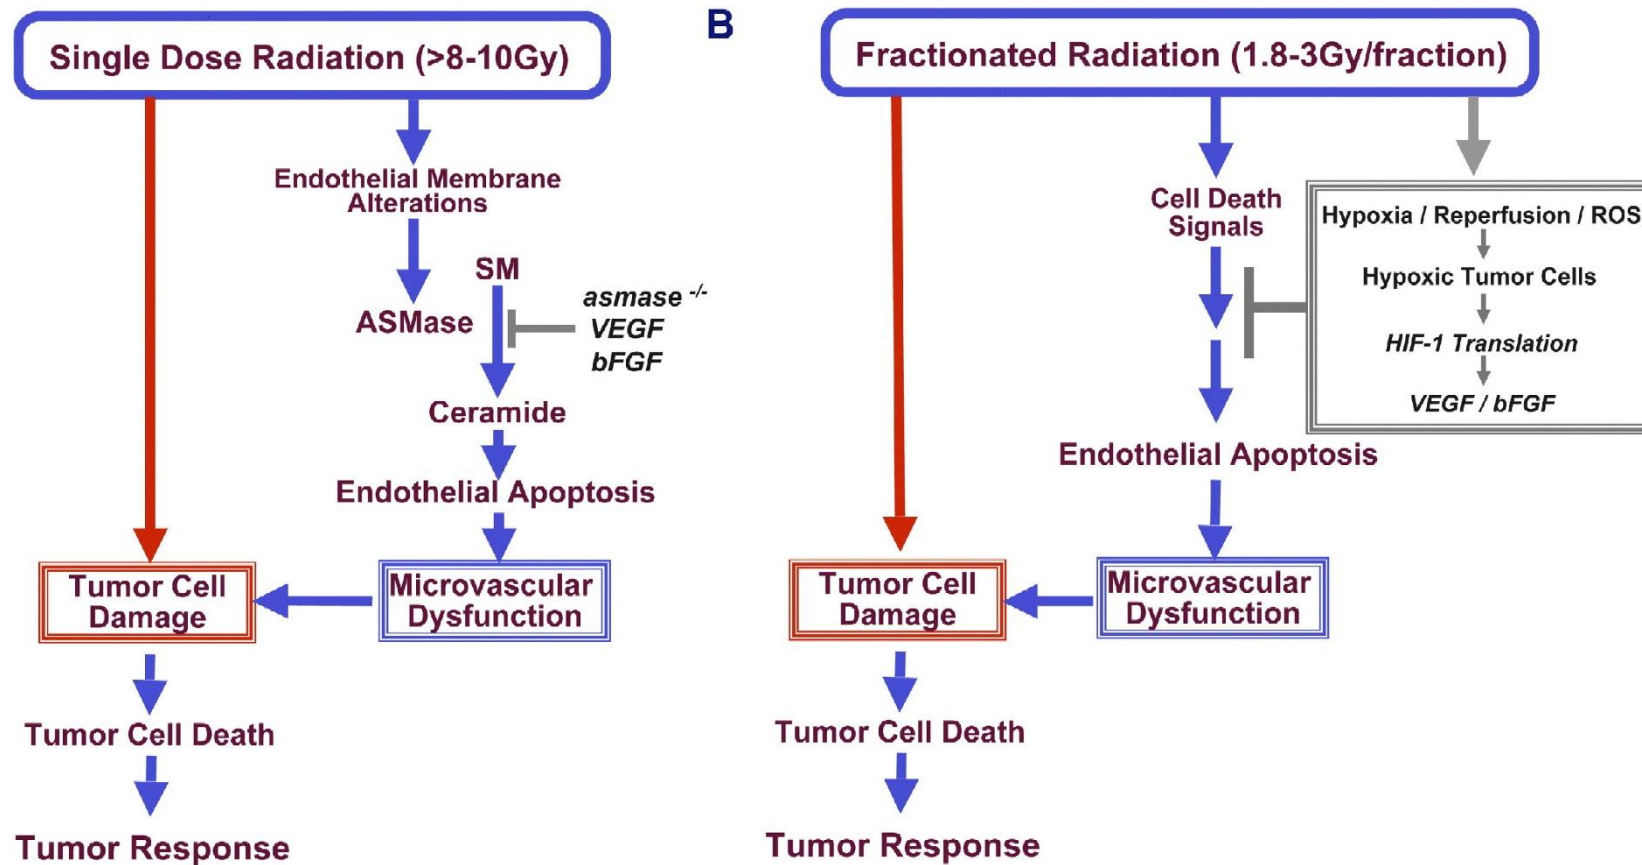 Single Dose Radiation (>8-10Gy)
Endothelial Membrane
Alterations
SM
ASMase
asmase -/-
VEGF
bFGF
Ceramide
Endothelial Apoptosis
Tumor Cell
Damage
Microvascular
Dysfunction
Tumor Cell Death
Tumor Response
B
Fractionated Radiation (1.8-3Gy/fraction)
Cell Death
Signals
Hypoxia / Reperfusion / ROS
Hypoxic Tumor Cells
HIF-1 Translation
VEGF / bFGF
Endothelial Apoptosis
Tumor Cell
Damage
Microvascular
Dysfunction
Tumor Cell Death
Tumor Response